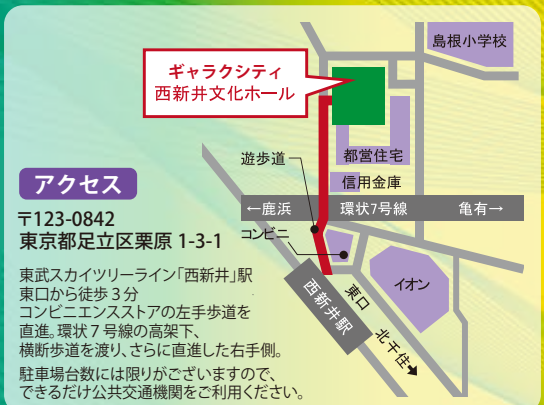 島根小学校
ギャラクシティ
西新井文化ホール
都営住宅
遊歩道
信用金庫
←鹿浜 環状7号線 亀有→
コンビニ
イオン
西新井駅
東口
北千住
アクセス
〒123-0842
東京都足立区栗原 1-3-1
東武スカイツリーライン「西新井」駅
東口から徒歩3分
コンビニエンスストアの左手歩道を
直進。環状7号線の高架下、
横断歩道を渡り、さらに直進した右手側。
駐車場台数には限りがございますので、
できるだけ公共交通機関をご利用ください。